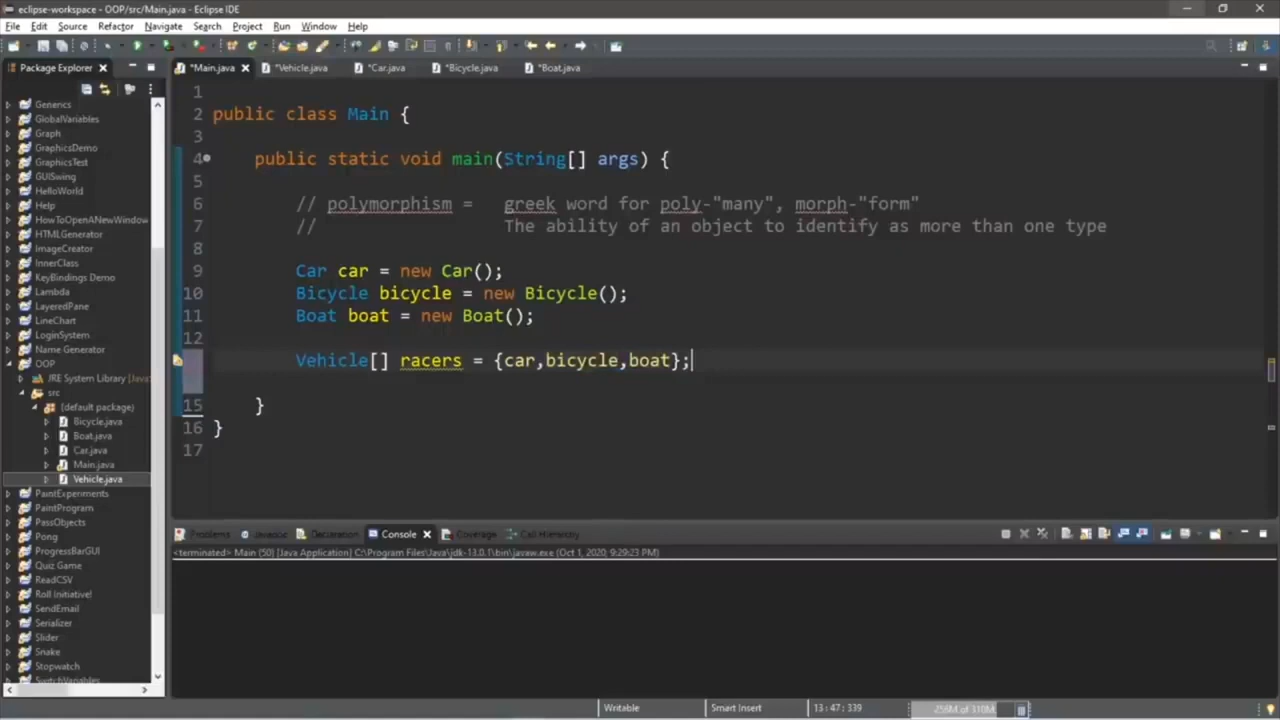 eclipse-workspace - OOP/src/Main.java - Eclipse IDE
File Edit Source Refactor Navigate Search Project Run Window Help
Package Explorer
*Main.java *Vehicle.java *Car.java *Bicycle.java *Boat.java
Generics
GlobalVariables
Graph
GraphicsDemo
GraphicsTest
GUISwing
HelloWorld
Help
HowToOpenANewWindow
HTMLGenerator
ImageCreator
InnerClass
KeyBindings Demo
Lambda
LayeredPane
LineChart
LoginSystem
Name Generator
OOP
JRE System Library [Java
src
(default package)
Bicycle.java
Boat.java
Car.java
Main.java
Vehicle.java
PaintExperiments
PaintProgram
PassObjects
Pong
ProgressBarGUI
Quiz Game
ReadCSV
Roll Initiative!
SendEmail
Serializer
Slider
Snake
Stopwatch
SwitchVariables
1
2 public class Main {
3
4 public static void main(String[] args) {
5
6 // polymorphism = greek word for poly-"many", morph-"form"
7 // The ability of an object to identify as more than one type
8
9 Car car = new Car();
10 Bicycle bicycle = new Bicycle();
11 Boat boat = new Boat();
12
Vehicle[] racers = {car,bicycle,boat};
15 }
16 }
17
Problems Javadoc Declaration Console Coverage Call Hierarchy
<terminated> Main (50) [Java Application] C:\Program Files\Java\jdk-13.0.1\bin\javaw.exe (Oct 1, 2020, 9:29:23 PM)
Writable Smart Insert 13 : 47 : 339 256M of 310M